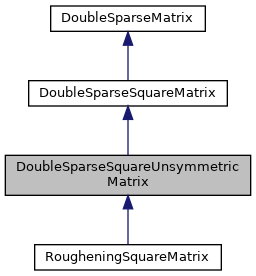 DoubleSparseMatrix
DoubleSparseSquareMatrix
DoubleSparseSquareUnsymmetric
Matrix
RougheningSquareMatrix